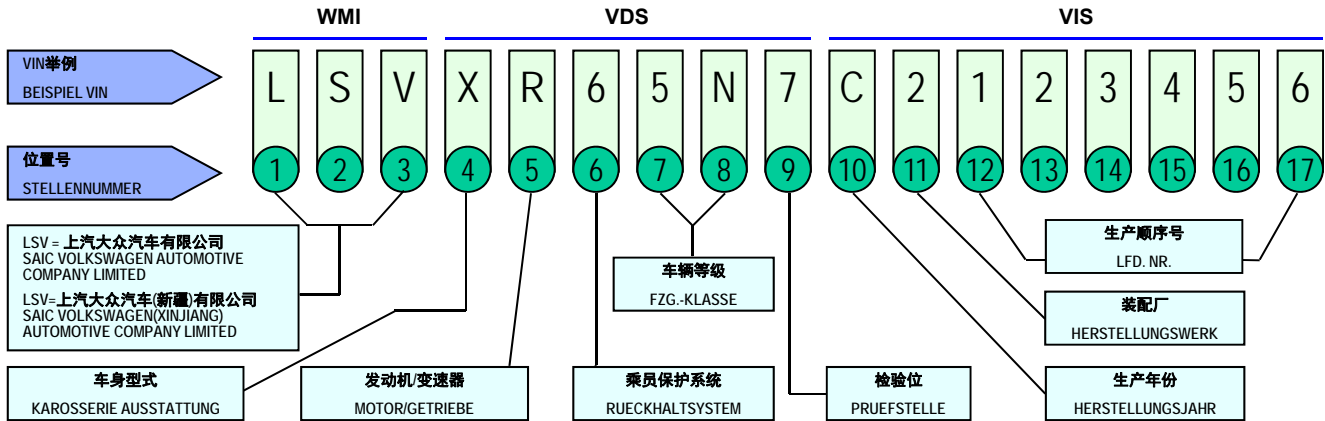 WMI VDS VIS
VIN举例
BEISPIEL VIN
L S V X R 6 5 N 7 C 2 1 2 3 4 5 6
位置号
STELLENNUMMER
1 2 3 4 5 6 7 8 9 10 11 12 13 14 15 16 17
LSV = 上汽大众汽车有限公司
SAIC VOLKSWAGEN AUTOMOTIVE
COMPANY LIMITED
LSV=上汽大众汽车(新疆)有限公司
SAIC VOLKSWAGEN(XINJIANG)
AUTOMOTIVE COMPANY LIMITED
车辆等级
FZG.-KLASSE
生产顺序号
LFD. NR.
装配厂
HERSTELLUNGSWERK
车身型式
KAROSSERIE AUSSTATTUNG
发动机/变速器
MOTOR/GETRIEBE
乘员保护系统
RUECKHALTSYSTEM
检验位
PRUEFSTELLE
生产年份
HERSTELLUNGSJAHR